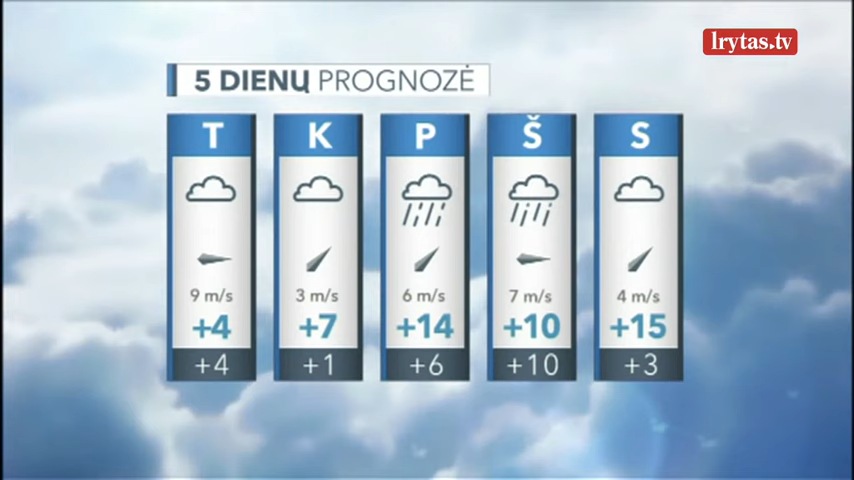 lrytas.tv
5 DIENŲ PROGNOZĖ
T K P Š S
9 m/s 3 m/s 6 m/s 7 m/s 4 m/s
+4 +7 +14 +10 +15
+4 +1 +6 +10 +3